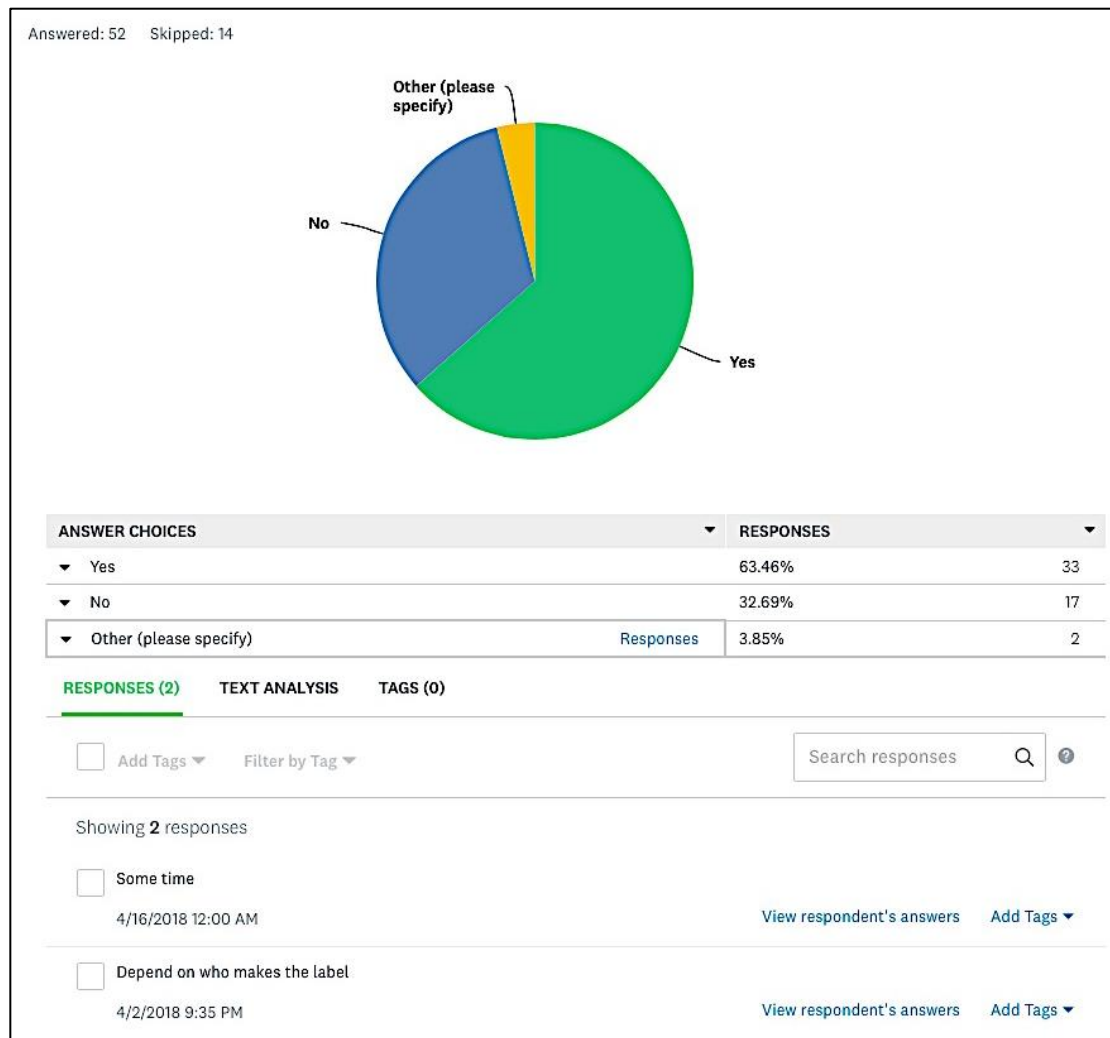 Answered: 52 Skipped: 14
Other (please
specify)
No
Yes
ANSWER CHOICES RESPONSES
Yes 63.46% 33
No 32.69% 17
Other (please specify) Responses 3.85% 2
RESPONSES (2) TEXT ANALYSIS TAGS (0)
Add Tags Filter by Tag Search responses ?
Showing 2 responses
Some time
4/16/2018 12:00 AM View respondent's answers Add Tags
Depend on who makes the label
4/2/2018 9:35 PM View respondent's answers Add Tags